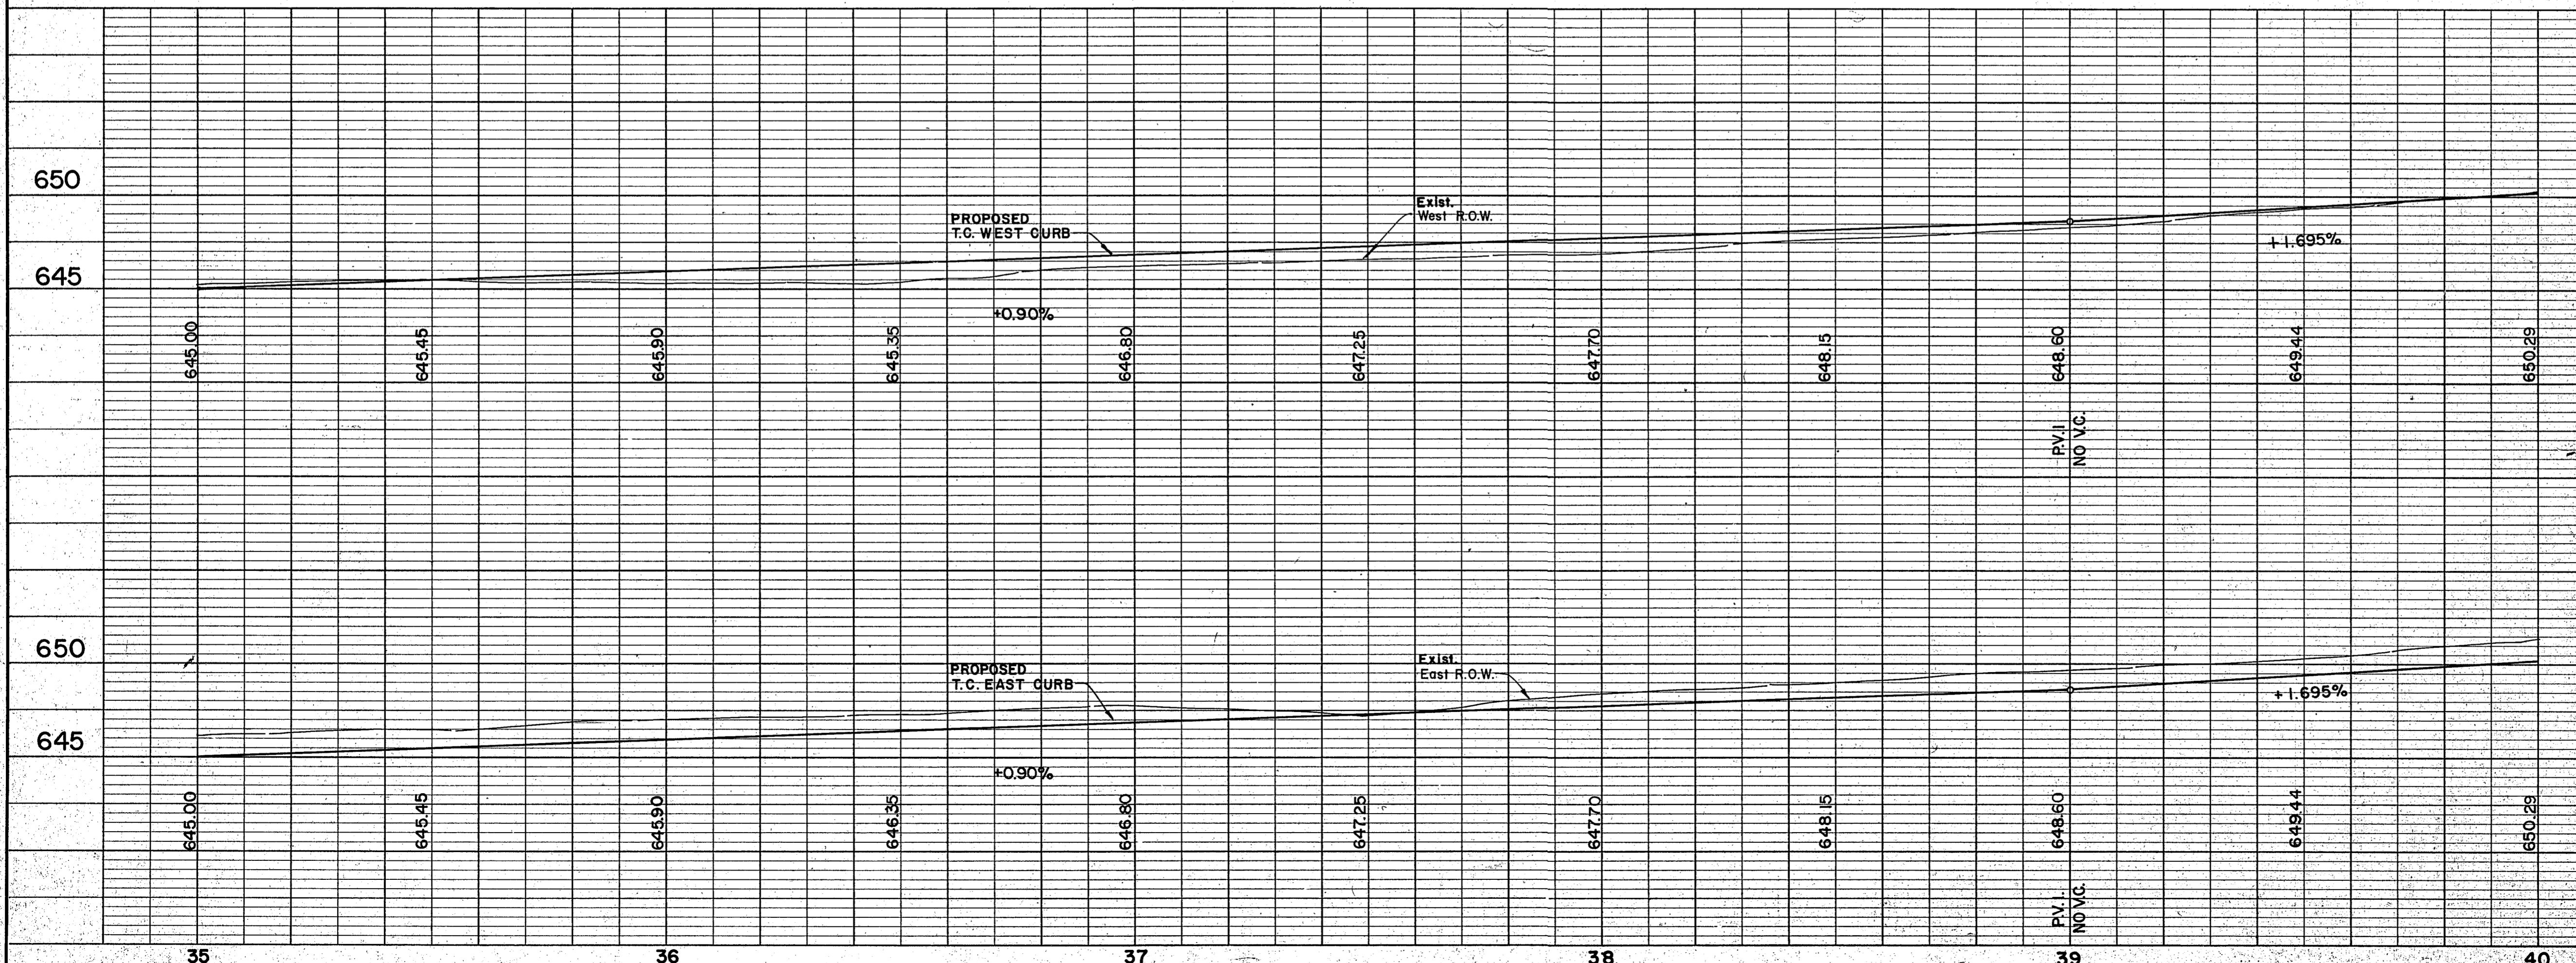 650
PROPOSED
T.C. WEST CURB
Exist.
West R.O.W.
+1.695%
645
+0.90%
645.00
645.45
645.90
645.35
646.80
647.25
647.70
648.15
648.60
649.44
650.29
P.V.I
NO V.C.
650
PROPOSED
T.C. EAST CURB
Exist.
East R.O.W.
+1.695%
645
+0.90%
645.00
645.45
645.90
646.35
646.80
647.25
647.70
648.15
648.60
649.44
650.29
P.V.I.
NO V.C.
35 36 37 38 39 40